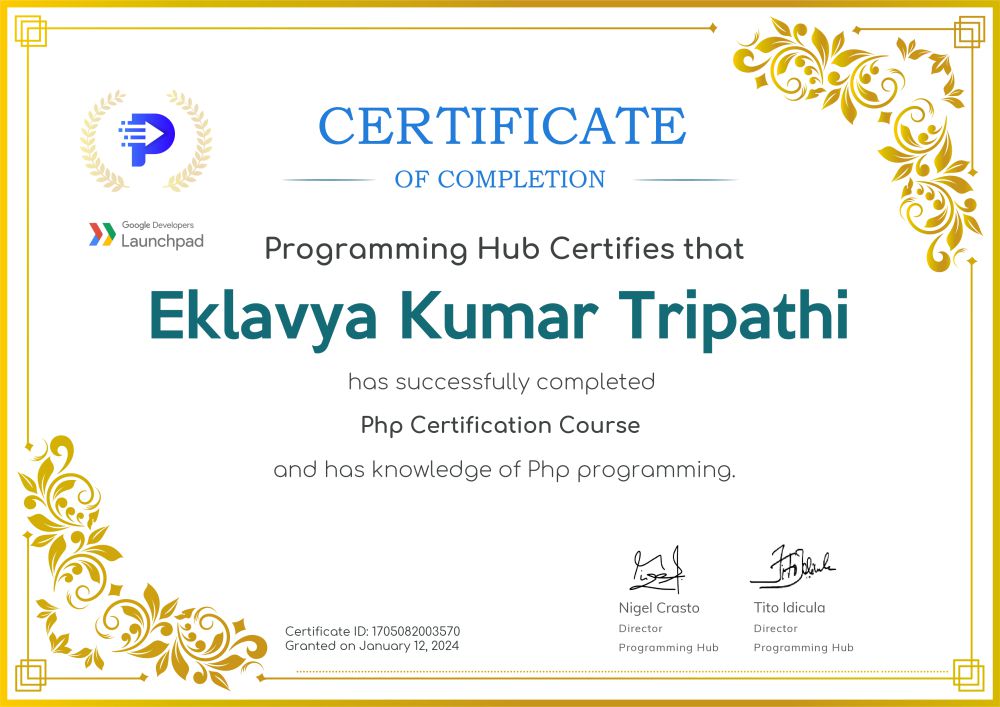 CERTIFICATE
OF COMPLETION
Google Developers
Launchpad
Programming Hub Certifies that
Eklavya Kumar Tripathi
has successfully completed
Php Certification Course
and has knowledge of Php programming.
Nigel Crasto
Director
Programming Hub
Tito Idicula
Director
Programming Hub
Certificate ID: 1705082003570
Granted on January 12, 2024